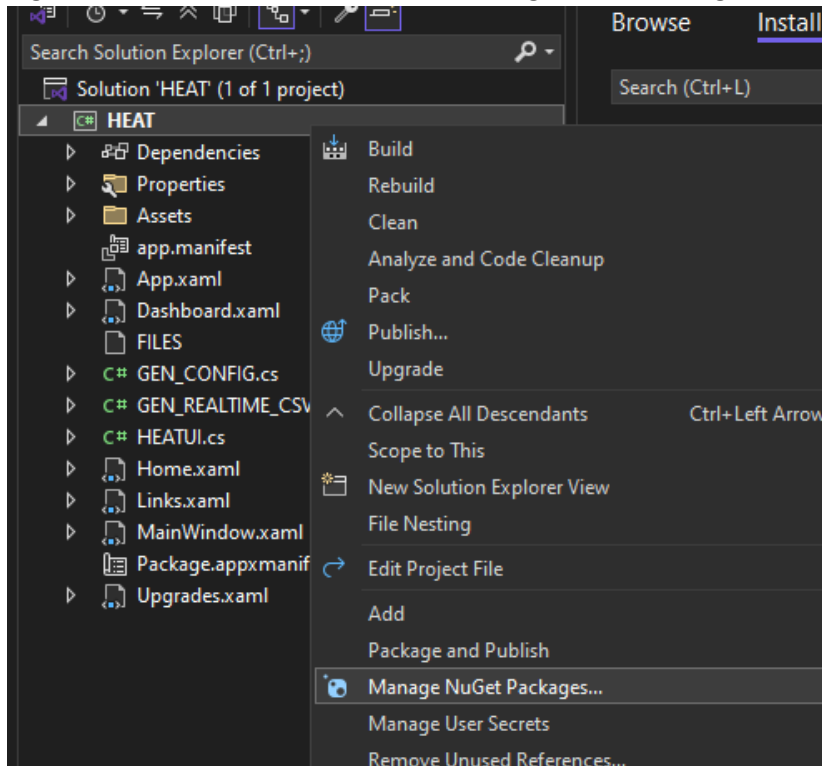 Browse
Install
Search Solution Explorer (Ctrl+;)
Search (Ctrl+L)
Solution 'HEAT' (1 of 1 project)
C# HEAT
Dependencies
Properties
Assets
app.manifest
App.xaml
Dashboard.xaml
FILES
C# GEN_CONFIG.cs
C# GEN_REALTIME_CSV
C# HEATUI.cs
Home.xaml
Links.xaml
MainWindow.xaml
Package.appxmanif
Upgrades.xaml
Build
Rebuild
Clean
Analyze and Code Cleanup
Pack
Publish...
Upgrade
Collapse All Descendants Ctrl+Left Arrow
Scope to This
New Solution Explorer View
File Nesting
Edit Project File
Add
Package and Publish
Manage NuGet Packages...
Manage User Secrets
Remove Unused References...